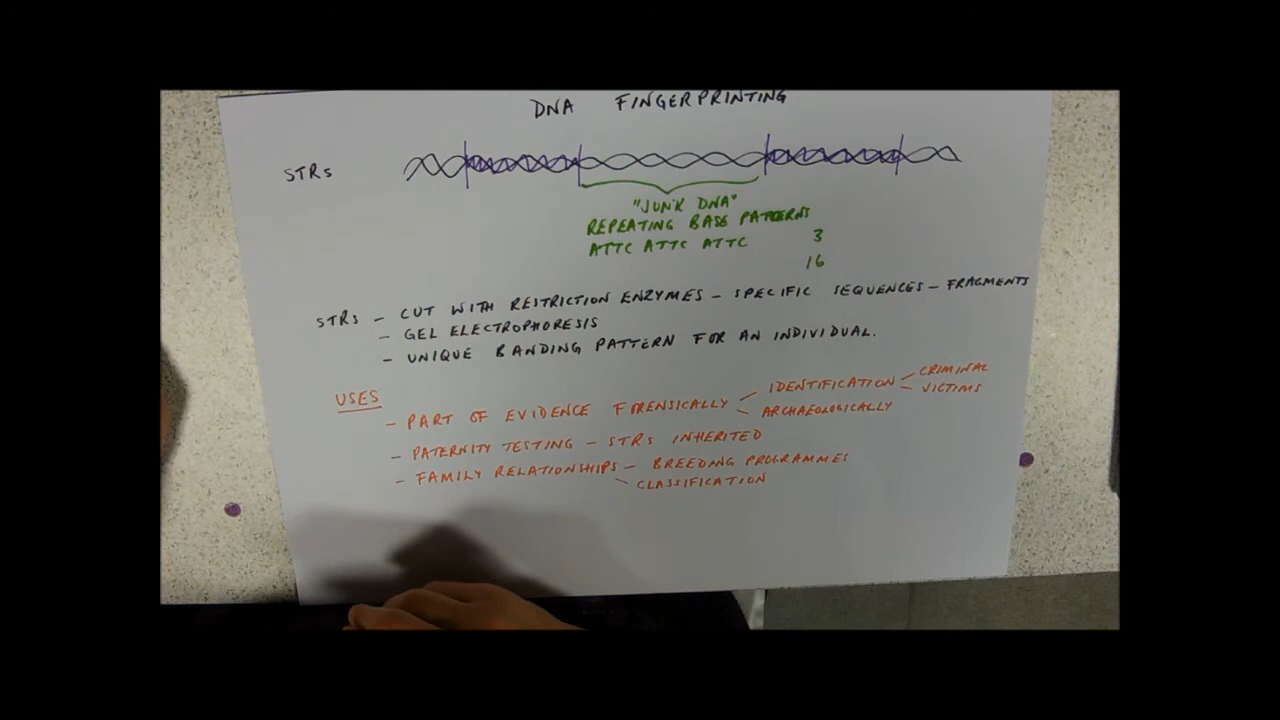 DNA FINGERPRINTING
STRs
"JUNK DNA"
REPEATING BASE PATTERNS
ATTC ATTC ATTC 3
16
STRs - CUT WITH RESTRICTION ENZYMES - SPECIFIC SEQUENCES - FRAGMENTS
- GEL ELECTROPHORESIS
- UNIQUE BANDING PATTERN FOR AN INDIVIDUAL.
USES
- PART OF EVIDENCE FORENSICALLY - IDENTIFICATION - CRIMINAL
- VICTIMS
- ARCHAEOLOGICALLY
- PATERNITY TESTING - STRs INHERITED
- FAMILY RELATIONSHIPS - BREEDING PROGRAMMES
- CLASSIFICATION